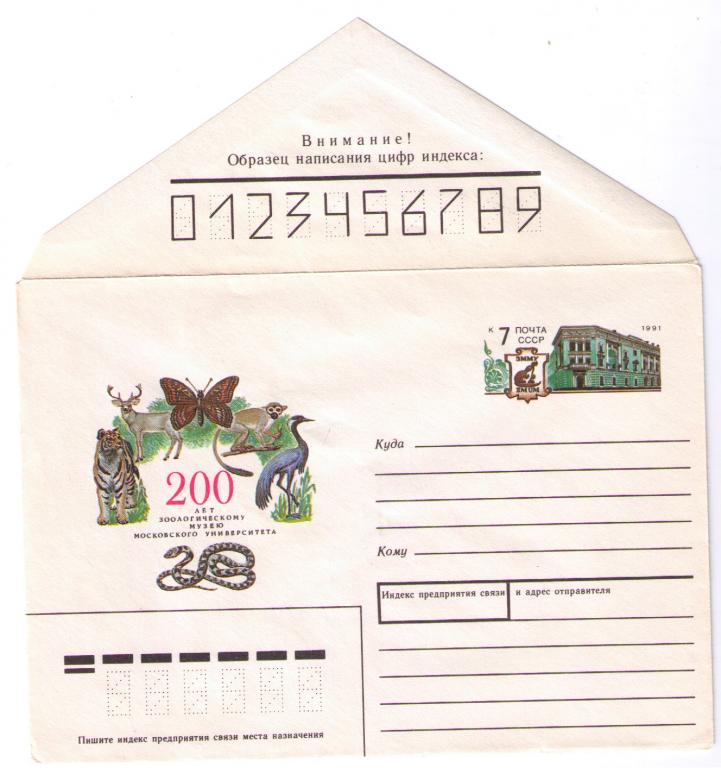 Внимание!
Образец написания цифр индекса:
0123456789
к 7 ПОЧТА
СССР
1991
ЗММУ
ZMUM
200
ЛЕТ
ЗООЛОГИЧЕСКОМУ
МУЗЕЮ
МОСКОВСКОГО УНИВЕРСИТЕТА
Куда
Кому
Индекс предприятия связи и адрес отправителя
Пишите индекс предприятия связи места назначения